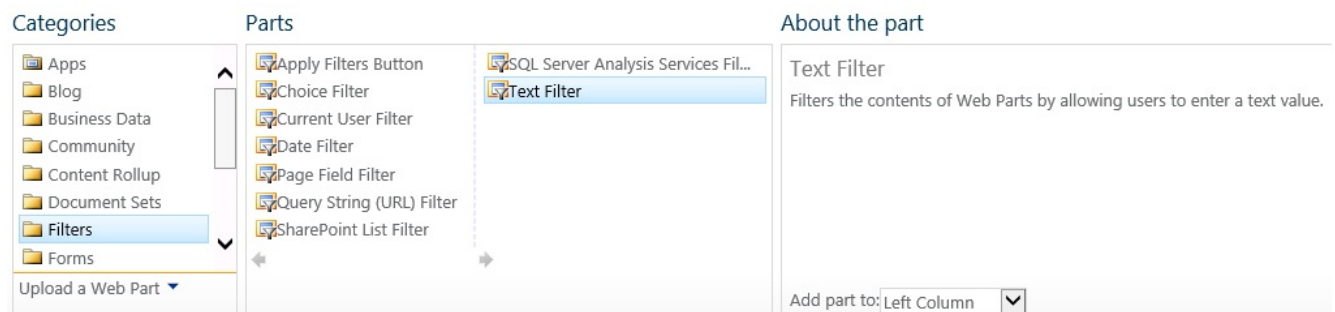 Categories
Apps
Blog
Business Data
Community
Content Rollup
Document Sets
Filters
Forms
Upload a Web Part
Parts
Apply Filters Button
Choice Filter
Current User Filter
Date Filter
Page Field Filter
Query String (URL) Filter
SharePoint List Filter
SQL Server Analysis Services Fil...
Text Filter
About the part
Text Filter
Filters the contents of Web Parts by allowing users to enter a text value.
Add part to: Left Column